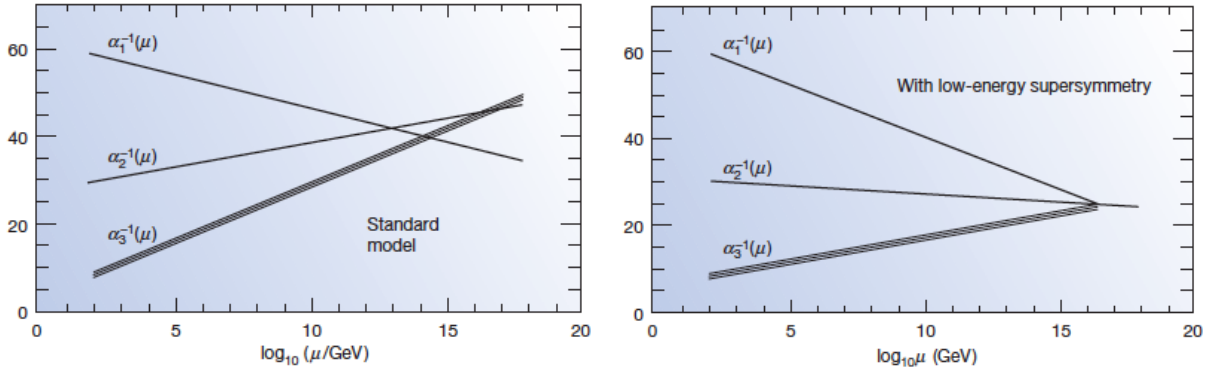 60
40
20
0
α₁⁻¹(μ)
α₂⁻¹(μ)
α₃⁻¹(μ)
Standard
model
0 5 10 15 20
log₁₀ (μ/GeV)
60
40
20
0
α₁⁻¹(μ)
With low-energy supersymmetry
α₂⁻¹(μ)
α₃⁻¹(μ)
0 5 10 15 20
log₁₀μ (GeV)